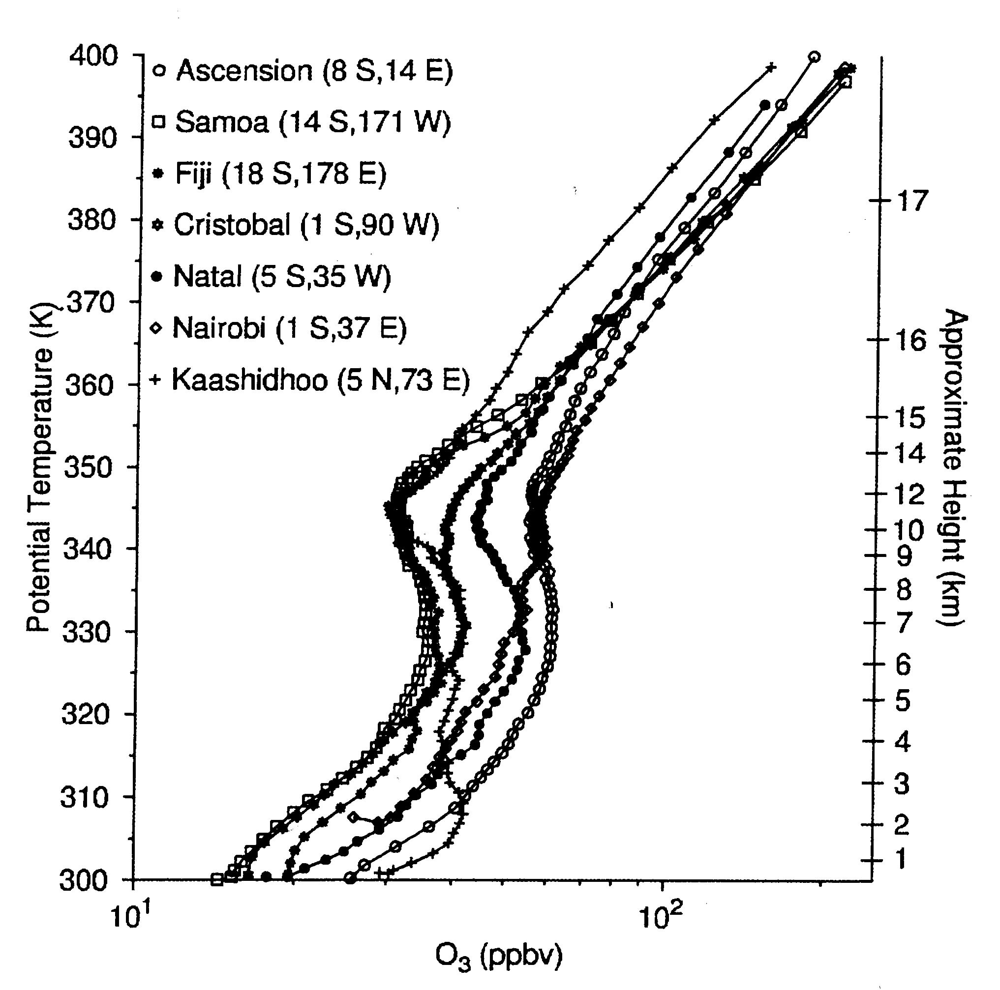 400
390
380
370
360
350
340
330
320
310
300
Potential Temperature (K)
Ascension (8 S,14 E)
Samoa (14 S,171 W)
Fiji (18 S,178 E)
Cristobal (1 S,90 W)
Natal (5 S,35 W)
Nairobi (1 S,37 E)
Kaashidhoo (5 N,73 E)
17
16
15
14
12
10
9
8
7
6
5
4
3
2
1
Approximate Height (km)
10¹
10²
O₃ (ppbv)